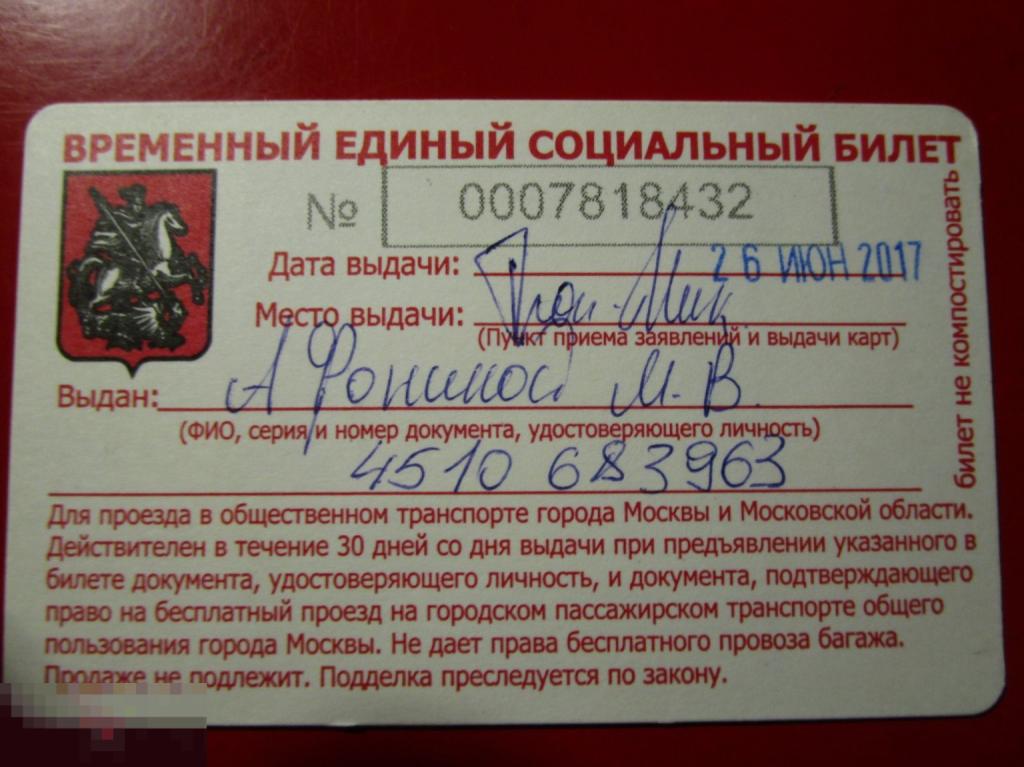 ВРЕМЕННЫЙ ЕДИНЫЙ СОЦИАЛЬНЫЙ БИЛЕТ
№ 0007818432
Дата выдачи: 26 ИЮН 2017
Место выдачи:
(Пункт приема заявлений и выдачи карт)
Выдан: Афониной М. В.
(ФИО, серия и номер документа, удостоверяющего личность)
4510 683963
Для проезда в общественном транспорте города Москвы и Московской области.
Действителен в течение 30 дней со дня выдачи при предъявлении указанного в
билете документа, удостоверяющего личность, и документа, подтверждающего
право на бесплатный проезд на городском пассажирском транспорте общего
пользования города Москвы. Не дает права бесплатного провоза багажа.
Продаже не подлежит. Подделка преследуется по закону.
билет не компостировать